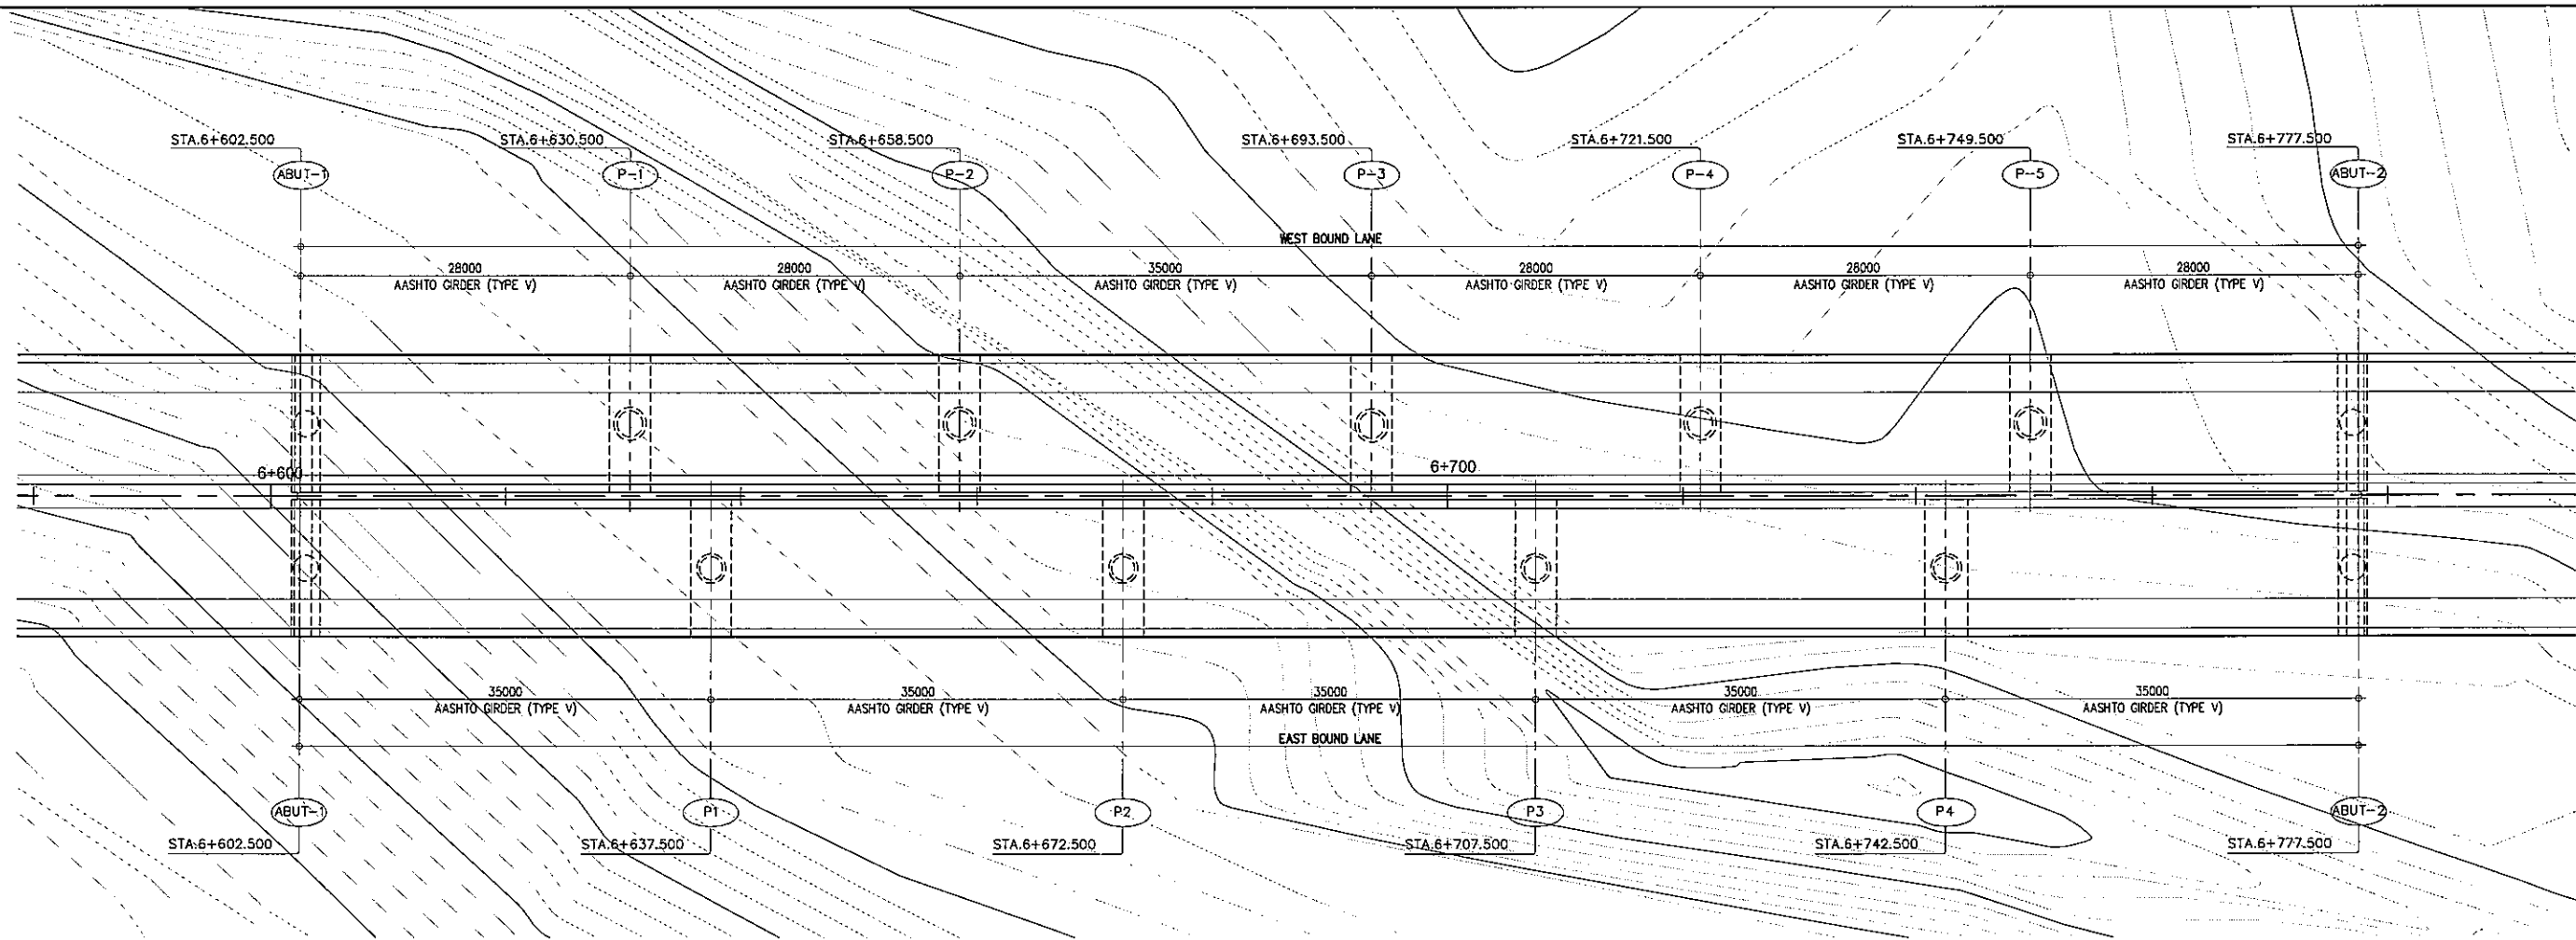 STA.6+602.500 STA.6+630.500 STA.6+658.500 STA.6+693.500 STA.6+721.500 STA.6+749.500 STA.6+777.500
ABUT-1 P-1 P-2 P-3 P-4 P-5 ABUT-2
WEST BOUND LANE
28000 28000 35000 28000 28000 28000
AASHTO GIRDER (TYPE V) AASHTO GIRDER (TYPE V) AASHTO GIRDER (TYPE V) AASHTO GIRDER (TYPE V) AASHTO GIRDER (TYPE V) AASHTO GIRDER (TYPE V)
6+600 6+700
35000 35000 35000 35000 35000
AASHTO GIRDER (TYPE V) AASHTO GIRDER (TYPE V) AASHTO GIRDER (TYPE V) AASHTO GIRDER (TYPE V) AASHTO GIRDER (TYPE V)
EAST BOUND LANE
ABUT-1 P1 P2 P3 P4 ABUT-2
STA.6+602.500 STA.6+637.500 STA.6+672.500 STA.6+707.500 STA.6+742.500 STA.6+777.500